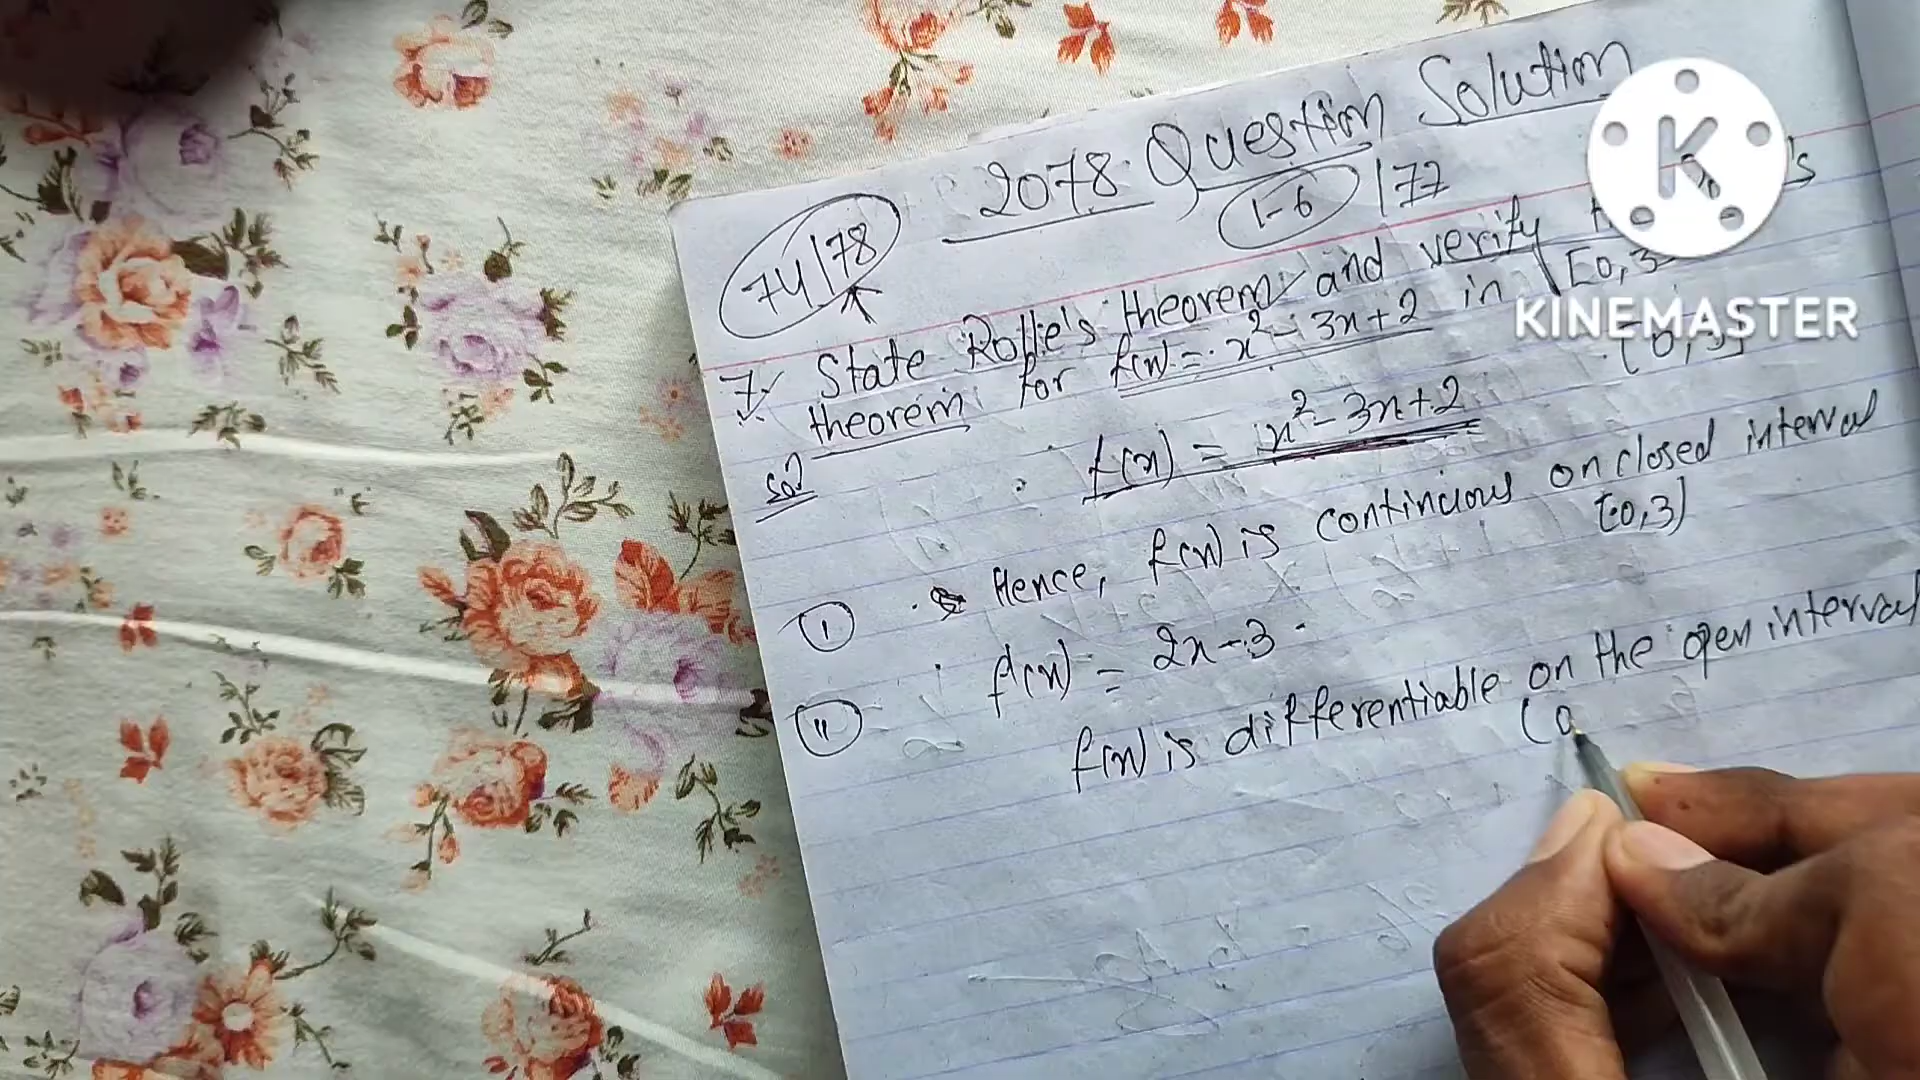 2078 Question Solution
74/78
1-6 /77
7. State Rolle's theorem and verify 's
theorem for f(x) = x² - 3x + 2 in [0, 3
[0,3]
Sol?
f(x) = x² - 3x + 2
Hence, f(x) is continuous on closed interval
[0,3]
I
f'(x) = 2x - 3
II
f(x) is differentiable on the open interval
(0
KINEMASTER